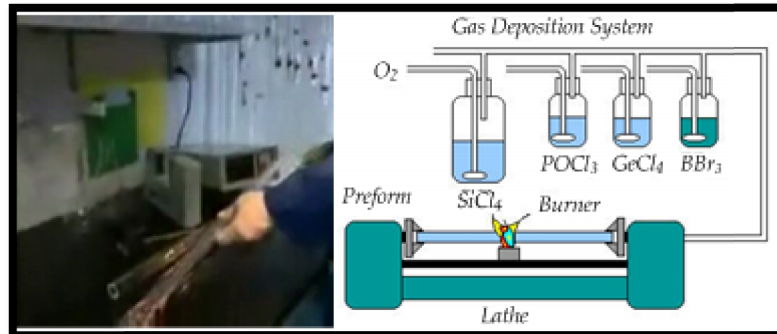 Gas Deposition System
O2
POCl3 GeCl4 BBr3
SiCl4
Preform
Burner
Lathe